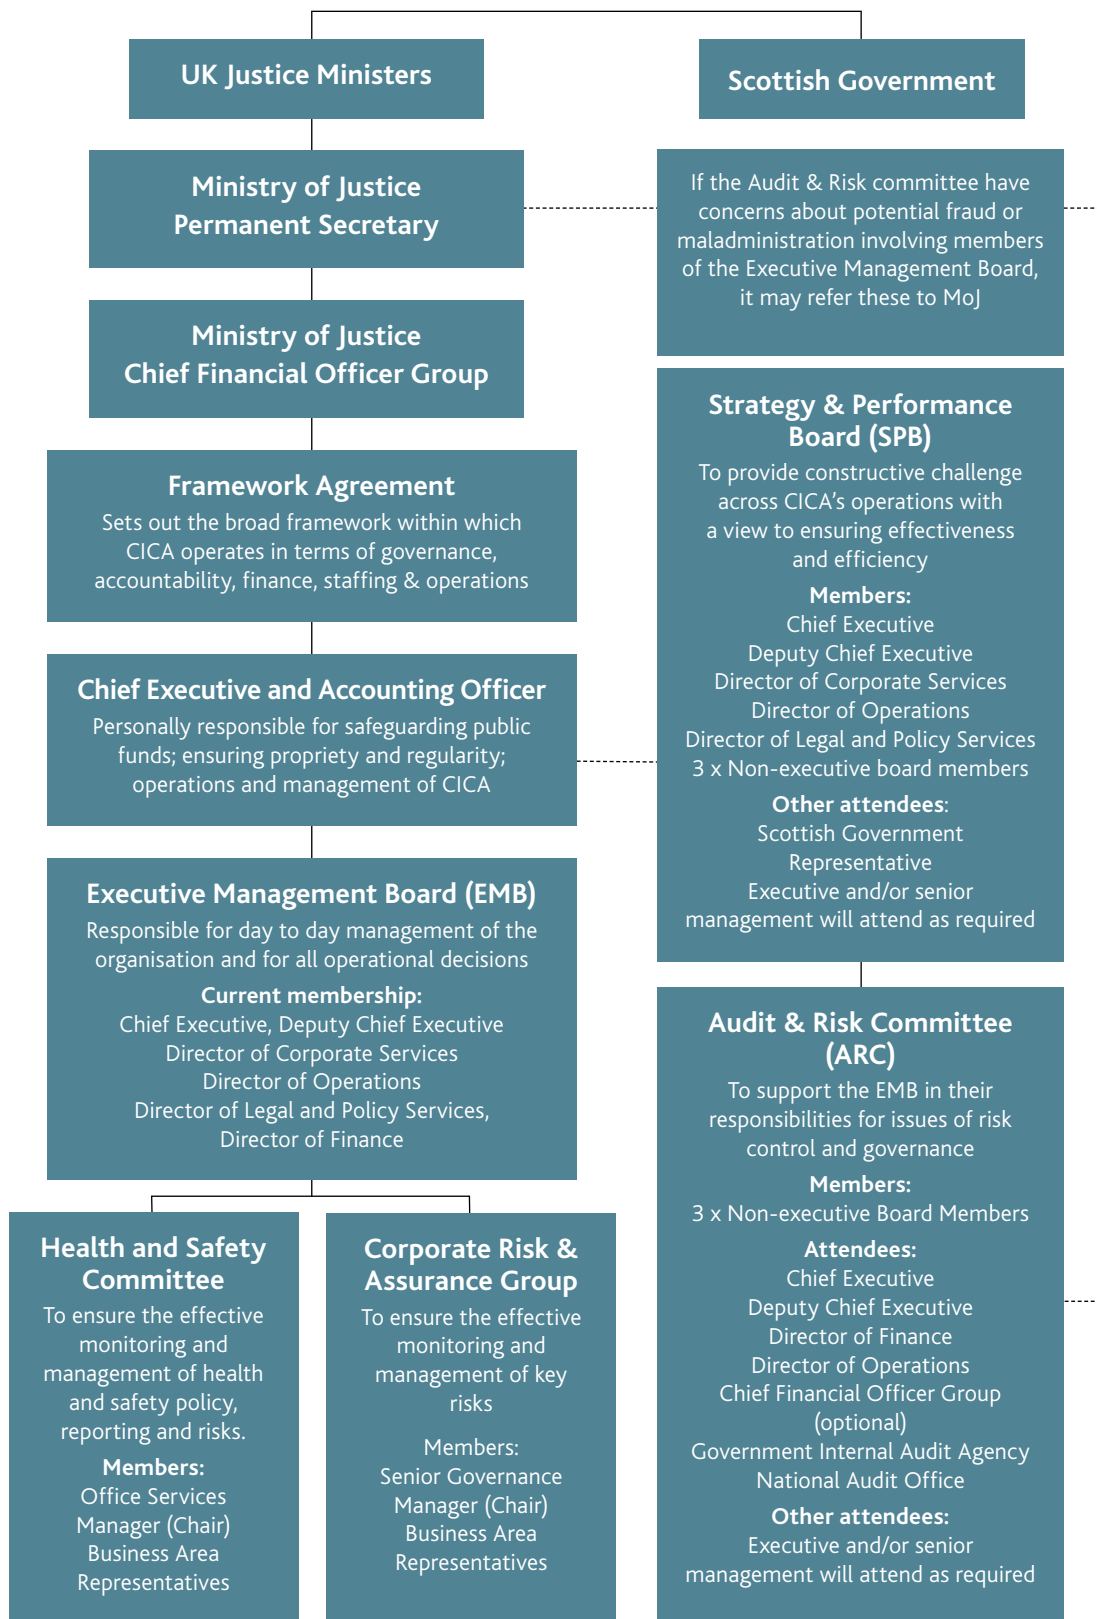 UK Justice Ministers
Scottish Government
Ministry of Justice
Permanent Secretary
If the Audit & Risk committee have
concerns about potential fraud or
maladministration involving members
of the Executive Management Board,
it may refer these to MoJ
Ministry of Justice
Chief Financial Officer Group
Framework Agreement
Sets out the broad framework within which
CICA operates in terms of governance,
accountability, finance, staffing & operations
Chief Executive and Accounting Officer
Personally responsible for safeguarding public
funds; ensuring propriety and regularity;
operations and management of CICA
Strategy & Performance
Board (SPB)
To provide constructive challenge
across CICA’s operations with
a view to ensuring effectiveness
and efficiency
Members:
Chief Executive
Deputy Chief Executive
Director of Corporate Services
Director of Operations
Director of Legal and Policy Services
3 x Non-executive board members
Other attendees:
Scottish Government
Representative
Executive and/or senior
management will attend as required
Executive Management Board (EMB)
Responsible for day to day management of the
organisation and for all operational decisions
Current membership:
Chief Executive, Deputy Chief Executive
Director of Corporate Services
Director of Operations
Director of Legal and Policy Services,
Director of Finance
Audit & Risk Committee
(ARC)
To support the EMB in their
responsibilities for issues of risk
control and governance
Members:
3 x Non-executive Board Members
Attendees:
Chief Executive
Deputy Chief Executive
Director of Finance
Director of Operations
Chief Financial Officer Group
(optional)
Government Internal Audit Agency
National Audit Office
Other attendees:
Executive and/or senior
management will attend as required
Health and Safety
Committee
To ensure the effective
monitoring and
management of health
and safety policy,
reporting and risks.
Members:
Office Services
Manager (Chair)
Business Area
Representatives
Corporate Risk &
Assurance Group
To ensure the effective
monitoring and
management of key
risks
Members:
Senior Governance
Manager (Chair)
Business Area
Representatives